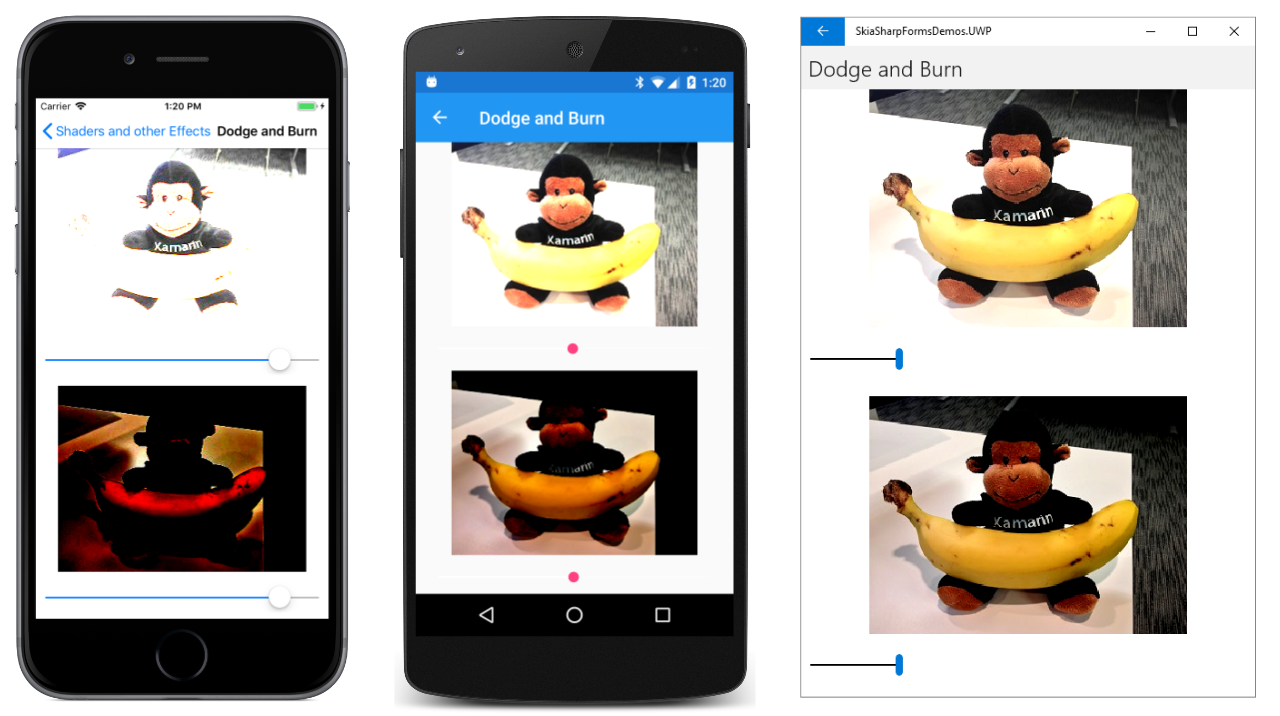 Carrier 1:20 PM
Shaders and other Effects Dodge and Burn
Xamarin
1:20
Dodge and Burn
Xamarin
Xamarin
SkiaSharpFormsDemos.UWP
Dodge and Burn
Xamarin
Xamarin